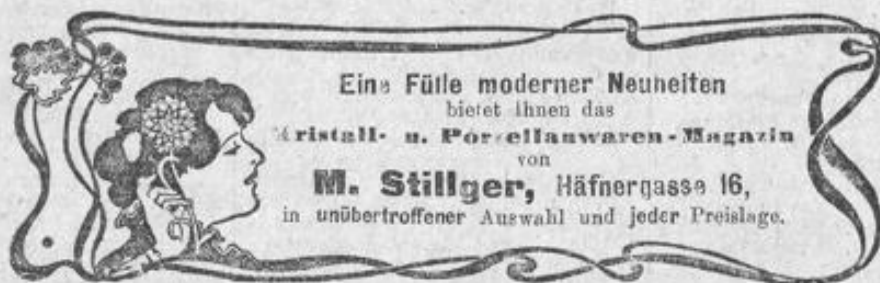 Eine Fülle moderner Neuheiten
bietet Ihnen das
Kristall- u. Porzellanwaren-Magazin
von
M. Stillger, Häfnergasse 16,
in unübertroffener Auswahl und jeder Preislage.